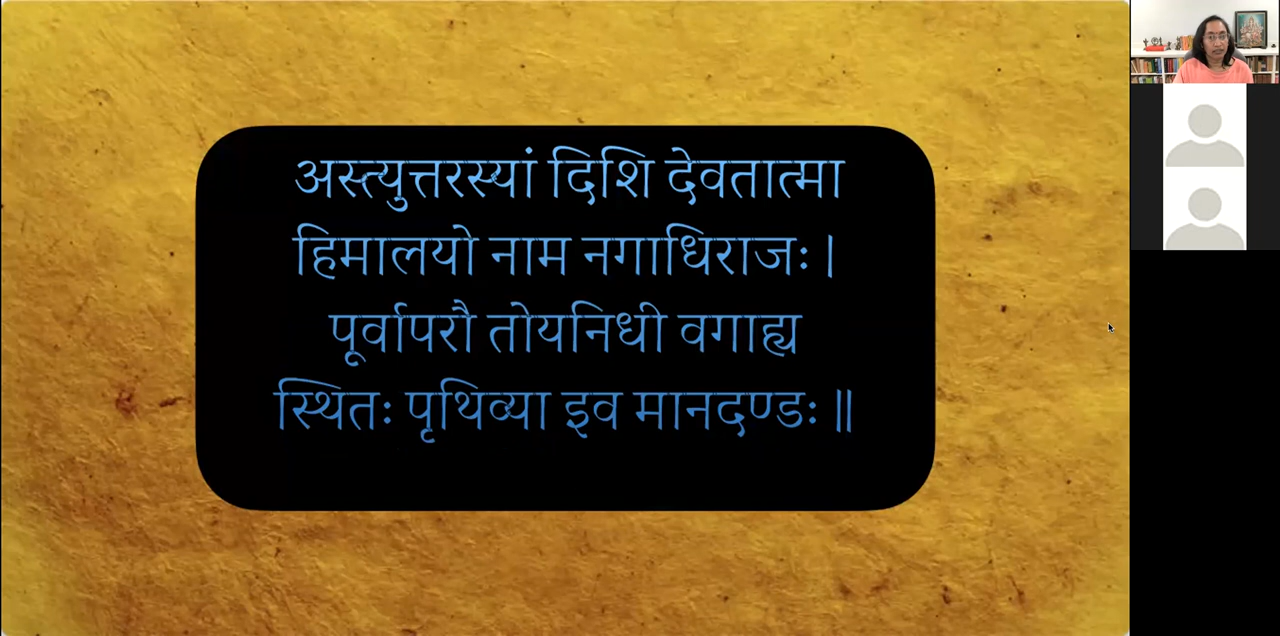 अस्त्युत्तरस्यां दिशि देवतात्मा
हिमालयो नाम नगाधिराजः ।
पूर्वापरौ तोयनिधी वगाह्य
स्थितः पृथिव्या इव मानदण्डः ॥